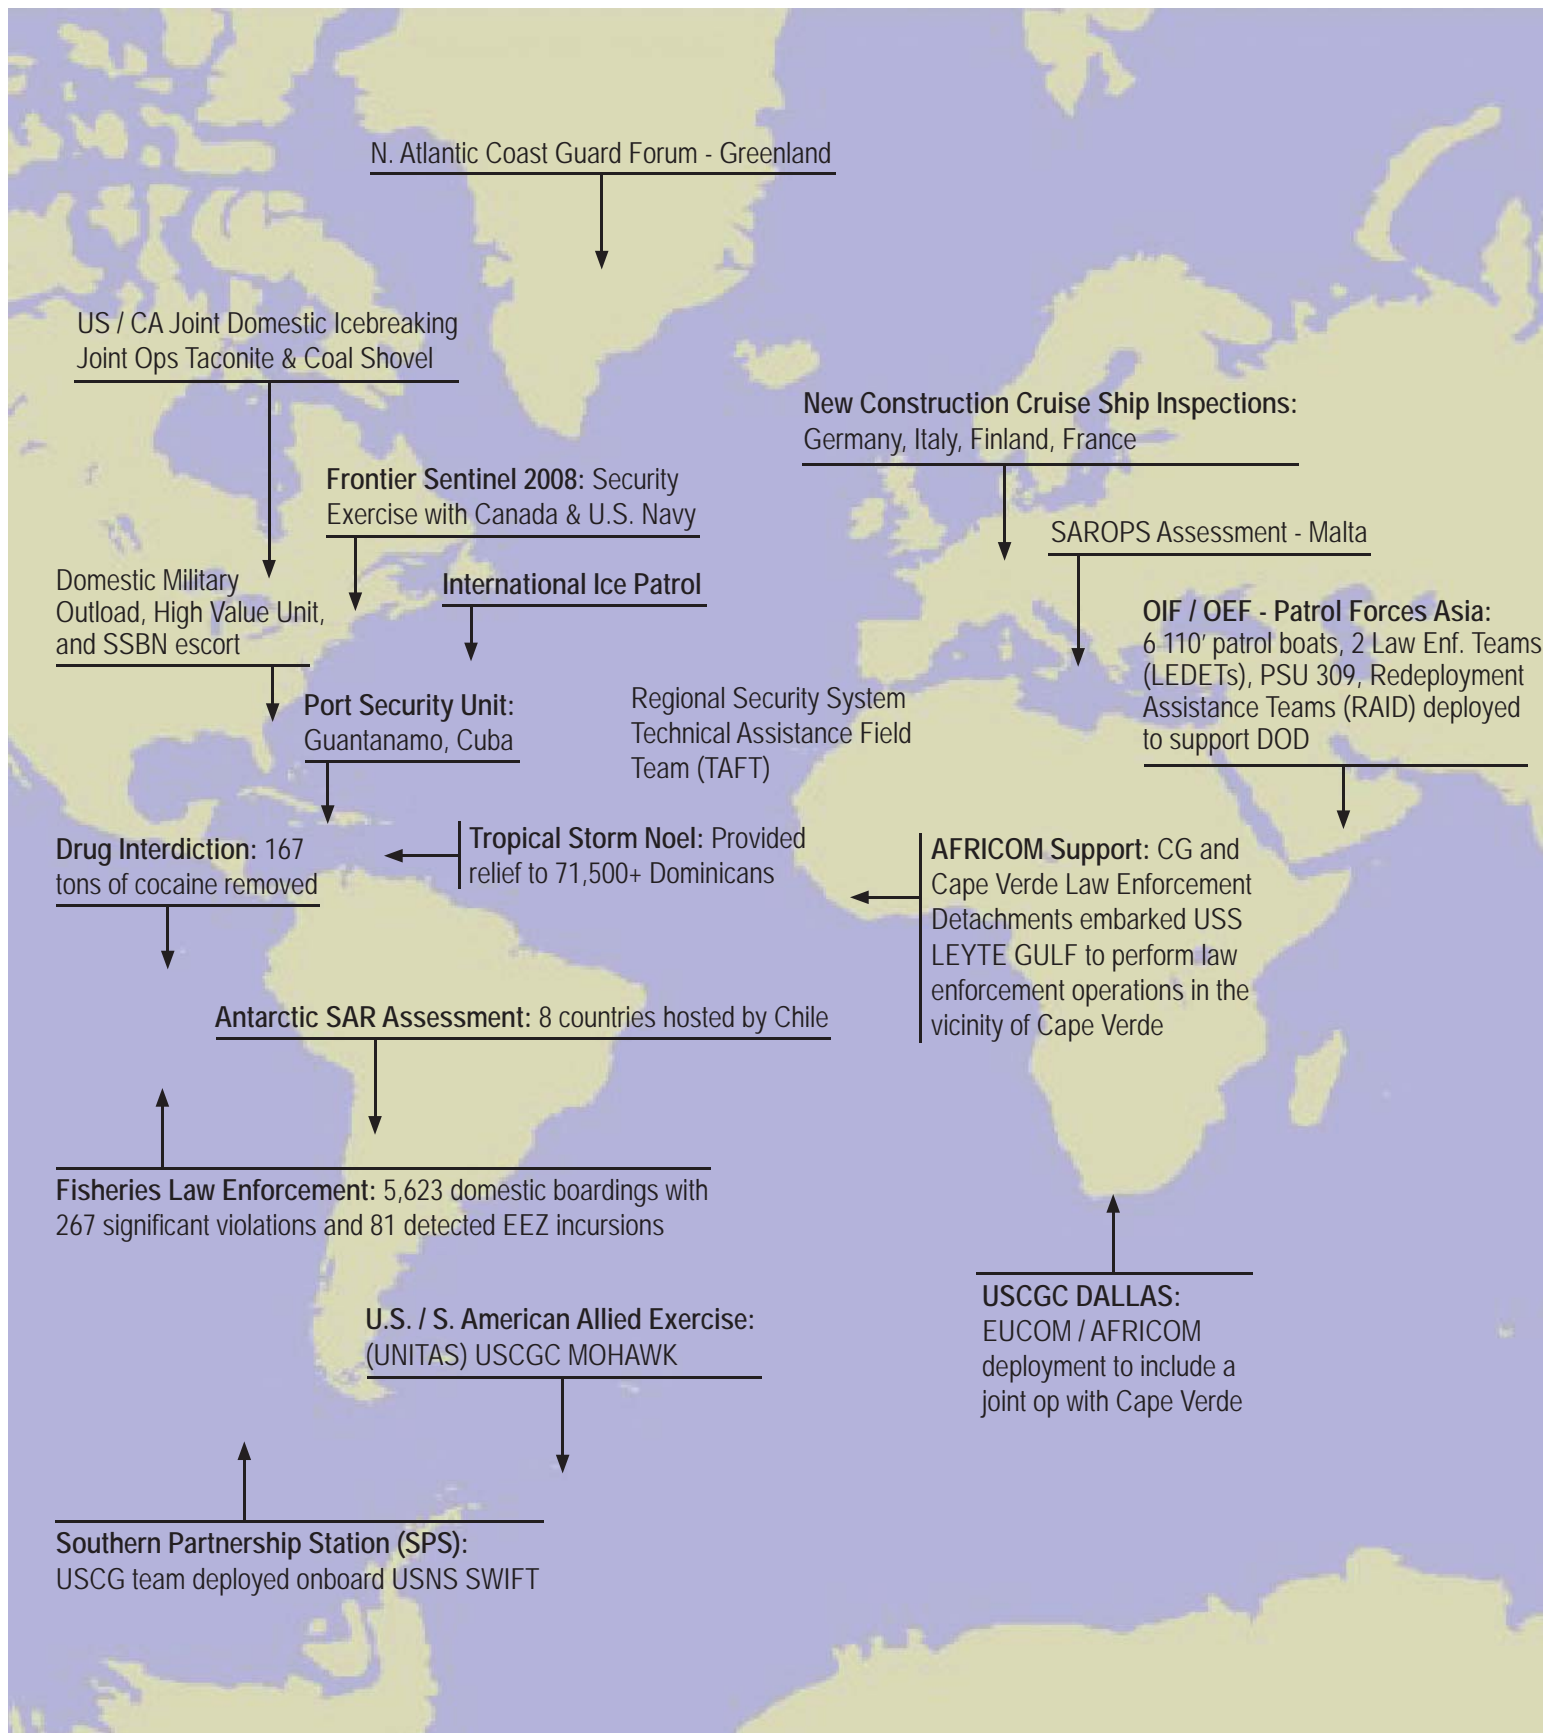 N. Atlantic Coast Guard Forum - Greenland
US / CA Joint Domestic Icebreaking
Joint Ops Taconite & Coal Shovel
New Construction Cruise Ship Inspections:
Germany, Italy, Finland, France
Frontier Sentinel 2008: Security
Exercise with Canada & U.S. Navy
SAROPS Assessment - Malta
Domestic Military
Outload, High Value Unit,
and SSBN escort
International Ice Patrol
OIF / OEF - Patrol Forces Asia:
6 110' patrol boats, 2 Law Enf. Teams
(LEDETs), PSU 309, Redeployment
Assistance Teams (RAID) deployed
to support DOD
Port Security Unit:
Guantanamo, Cuba
Regional Security System
Technical Assistance Field
Team (TAFT)
Drug Interdiction: 167
tons of cocaine removed
Tropical Storm Noel: Provided
relief to 71,500+ Dominicans
AFRICOM Support: CG and
Cape Verde Law Enforcement
Detachments embarked USS
LEYTE GULF to perform law
enforcement operations in the
vicinity of Cape Verde
Antarctic SAR Assessment: 8 countries hosted by Chile
Fisheries Law Enforcement: 5,623 domestic boardings with
267 significant violations and 81 detected EEZ incursions
USCGC DALLAS:
EUCOM / AFRICOM
deployment to include a
joint op with Cape Verde
U.S. / S. American Allied Exercise:
(UNITAS) USCGC MOHAWK
Southern Partnership Station (SPS):
USCG team deployed onboard USNS SWIFT